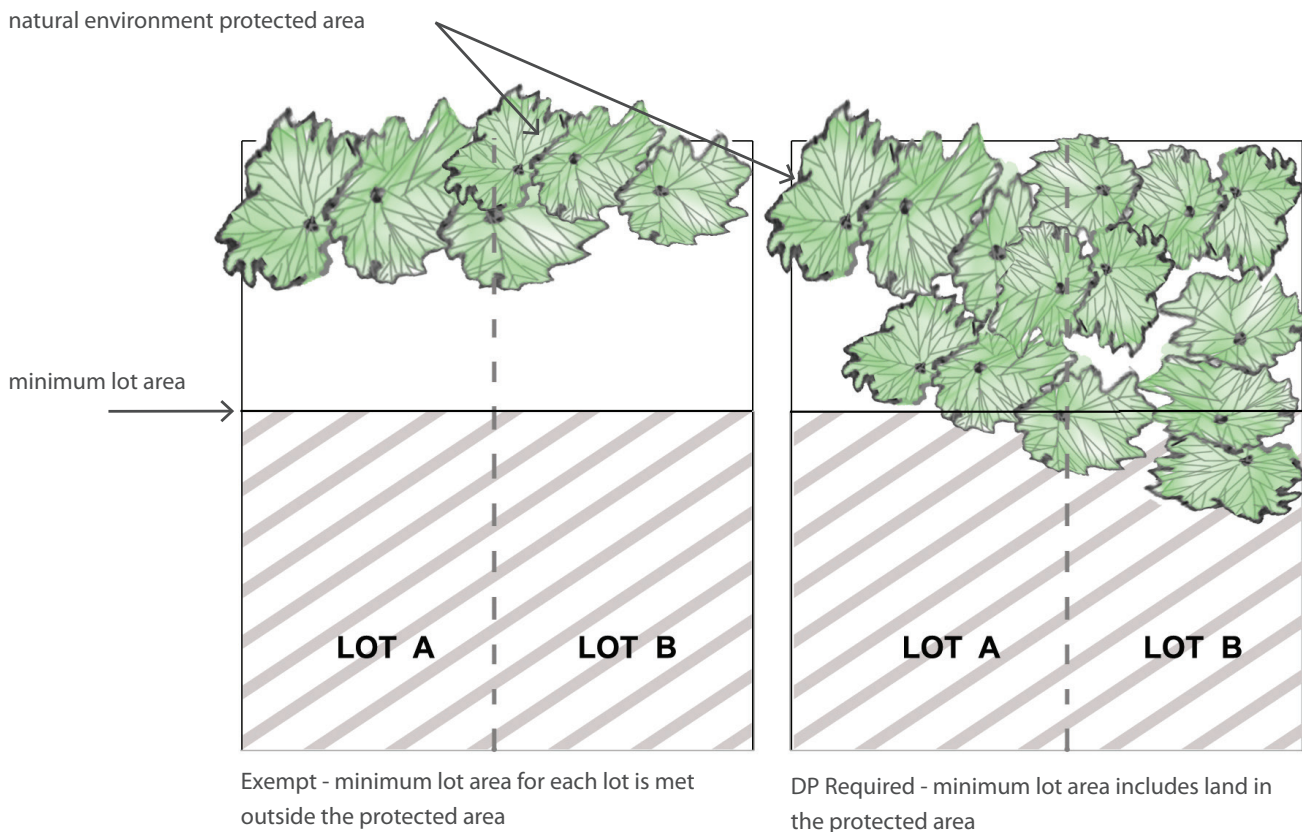 natural environment protected area
minimum lot area
LOT A
LOT B
LOT A
LOT B
Exempt - minimum lot area for each lot is met
outside the protected area
DP Required - minimum lot area includes land in
the protected area